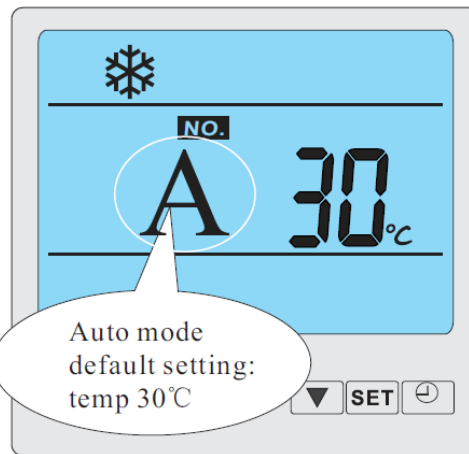 NO.
A 30℃
Auto mode
default setting:
temp 30℃
SET